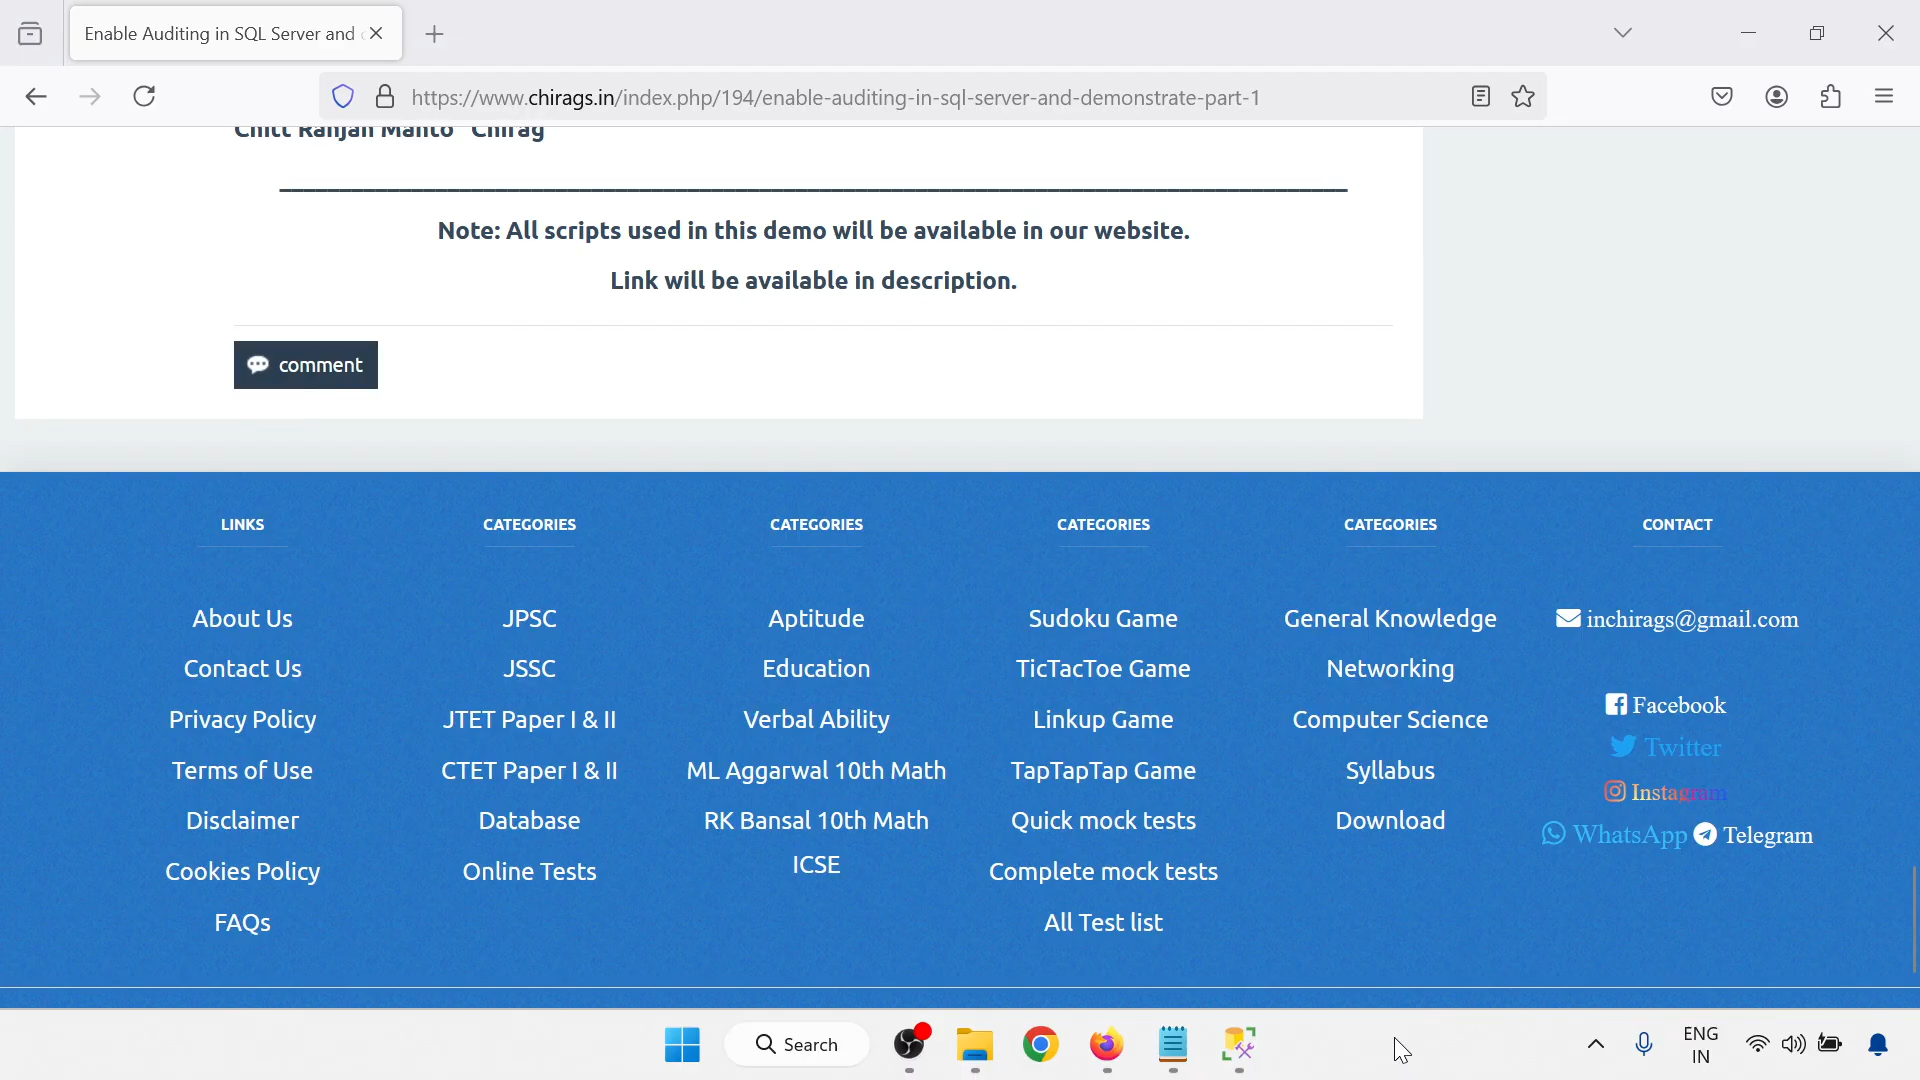 Enable Auditing in SQL Server and
https://www.chirags.in/index.php/194/enable-auditing-in-sql-server-and-demonstrate-part-1
Chitt Ranjan Mahto "Chirag"
Note: All scripts used in this demo will be available in our website.
Link will be available in description.
comment
LINKS
About Us
Contact Us
Privacy Policy
Terms of Use
Disclaimer
Cookies Policy
FAQs
CATEGORIES
JPSC
JSSC
JTET Paper I & II
CTET Paper I & II
Database
Online Tests
CATEGORIES
Aptitude
Education
Verbal Ability
ML Aggarwal 10th Math
RK Bansal 10th Math
ICSE
CATEGORIES
Sudoku Game
TicTacToe Game
Linkup Game
TapTapTap Game
Quick mock tests
Complete mock tests
All Test list
CATEGORIES
General Knowledge
Networking
Computer Science
Syllabus
Download
CONTACT
inchirags@gmail.com
Facebook
Twitter
Instagram
WhatsApp Telegram
Search
ENG
IN